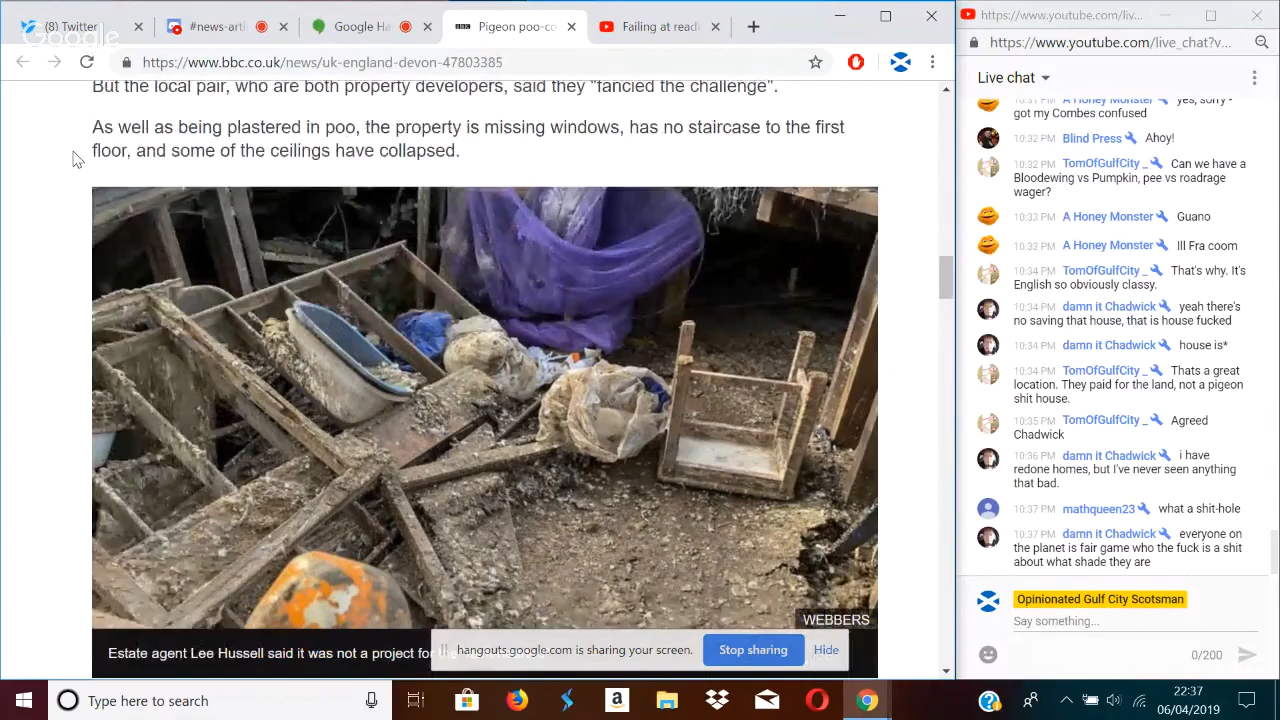 (8) Twitter
#news-arti
Google Ha
Pigeon poo-co
Failing at readi
Google
https://www.bbc.co.uk/news/uk-england-devon-47803385
But the local pair, who are both property developers, said they "fancied the challenge".
As well as being plastered in poo, the property is missing windows, has no staircase to the first
floor, and some of the ceilings have collapsed.
WEBBERS
Estate agent Lee Hussell said it was not a project for
hangouts.google.com is sharing your screen.
Stop sharing
Hide
https://www.youtube.com/liv...
https://www.youtube.com/live_chat?v...
Live chat
10:31 PM A Honey Monster yes, sorry -
got my Combes confused
10:32 PM Blind Press Ahoy!
10:32 PM TomOfGulfCity _ Can we have a
Bloodewing vs Pumpkin, pee vs roadrage
wager?
10:33 PM A Honey Monster Guano
10:33 PM A Honey Monster Ill Fra coom
10:34 PM TomOfGulfCity _ That's why. It's
English so obviously classy.
10:34 PM damn it Chadwick yeah there's
no saving that house, that is house fucked
10:34 PM damn it Chadwick house is*
10:34 PM TomOfGulfCity _ Thats a great
location. They paid for the land, not a pigeon
shit house.
10:35 PM TomOfGulfCity _ Agreed
Chadwick
10:36 PM damn it Chadwick i have
redone homes, but I've never seen anything
that bad.
10:37 PM mathqueen23 what a shit-hole
10:37 PM damn it Chadwick everyone on
the planet is fair game who the fuck is a shit
about what shade they are
Opinionated Gulf City Scotsman
Say something...
0/200
Type here to search
22:37
06/04/2019